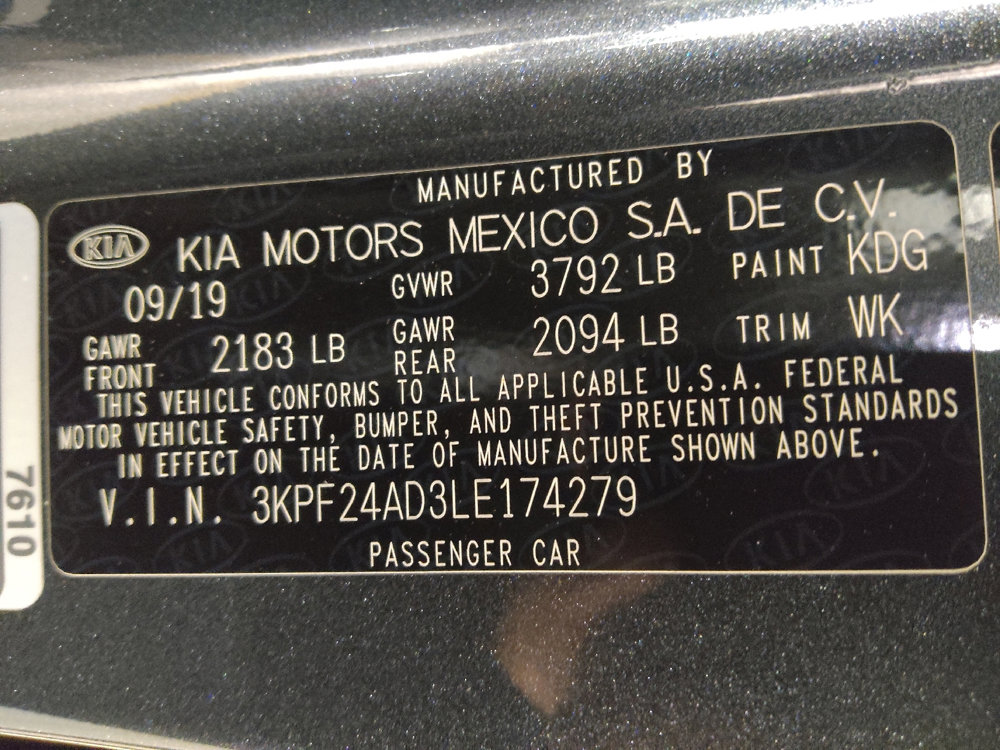 MANUFACTURED BY
KIA KIA MOTORS MEXICO S.A. DE C.V.
09/19 GVWR 3792 LB PAINT KDG
GAWR FRONT 2183 LB GAWR REAR 2094 LB TRIM WK
THIS VEHICLE CONFORMS TO ALL APPLICABLE U.S.A. FEDERAL
MOTOR VEHICLE SAFETY, BUMPER, AND THEFT PREVENTION STANDARDS
IN EFFECT ON THE DATE OF MANUFACTURE SHOWN ABOVE.
V.I.N. 3KPF24AD3LE174279
PASSENGER CAR
7610